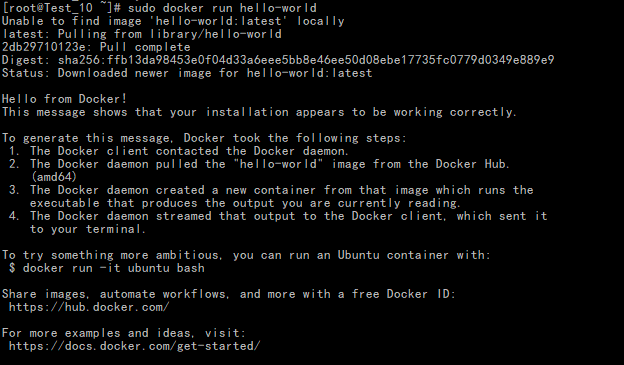 [root@Test_10 ~]# sudo docker run hello-world
Unable to find image 'hello-world:latest' locally
latest: Pulling from library/hello-world
2db29710123e: Pull complete
Digest: sha256:ffb13da98453e0f04d33a6eee5bb8e46ee50d08ebe17735fc0779d0349e889e9
Status: Downloaded newer image for hello-world:latest

Hello from Docker!
This message shows that your installation appears to be working correctly.

To generate this message, Docker took the following steps:
 1. The Docker client contacted the Docker daemon.
 2. The Docker daemon pulled the "hello-world" image from the Docker Hub.
    (amd64)
 3. The Docker daemon created a new container from that image which runs the
    executable that produces the output you are currently reading.
 4. The Docker daemon streamed that output to the Docker client, which sent it
    to your terminal.

To try something more ambitious, you can run an Ubuntu container with:
 $ docker run -it ubuntu bash

Share images, automate workflows, and more with a free Docker ID:
 https://hub.docker.com/

For more examples and ideas, visit:
 https://docs.docker.com/get-started/